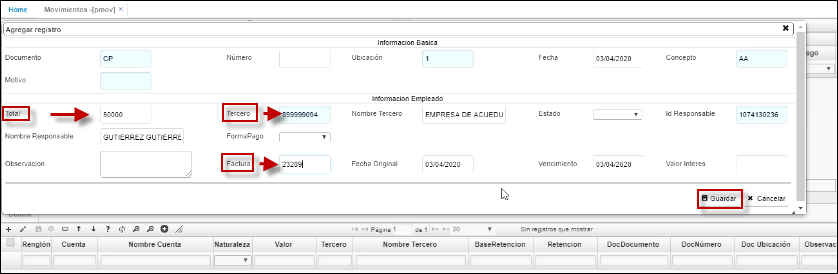 Home Movimientos -[pmov] ×
Agregar registro
Informacion Basica
Documento CP Número Ubicación 1 Fecha 03/04/2020 Concepto AA
Motivo
Informacion Empleado
Total 50000 Tercero 899999094 Nombre Tercero EMPRESA DE ACUEDU Estado Id Responsable 1074130236
Nombre Responsable GUTIERREZ GUTIERRE FormaPago
Observacion Factura 23289 Fecha Original 03/04/2020 Vencimiento 03/04/2020 Valor Interes
Guardar Cancelar
Página 1 de 1 20 Sin registros que mostrar
Renglón Cuenta Nombre Cuenta Naturaleza Valor Tercero Nombre Tercero BaseRetencion Retencion DocDocumento DocNúmero Doc Ubicación Observac